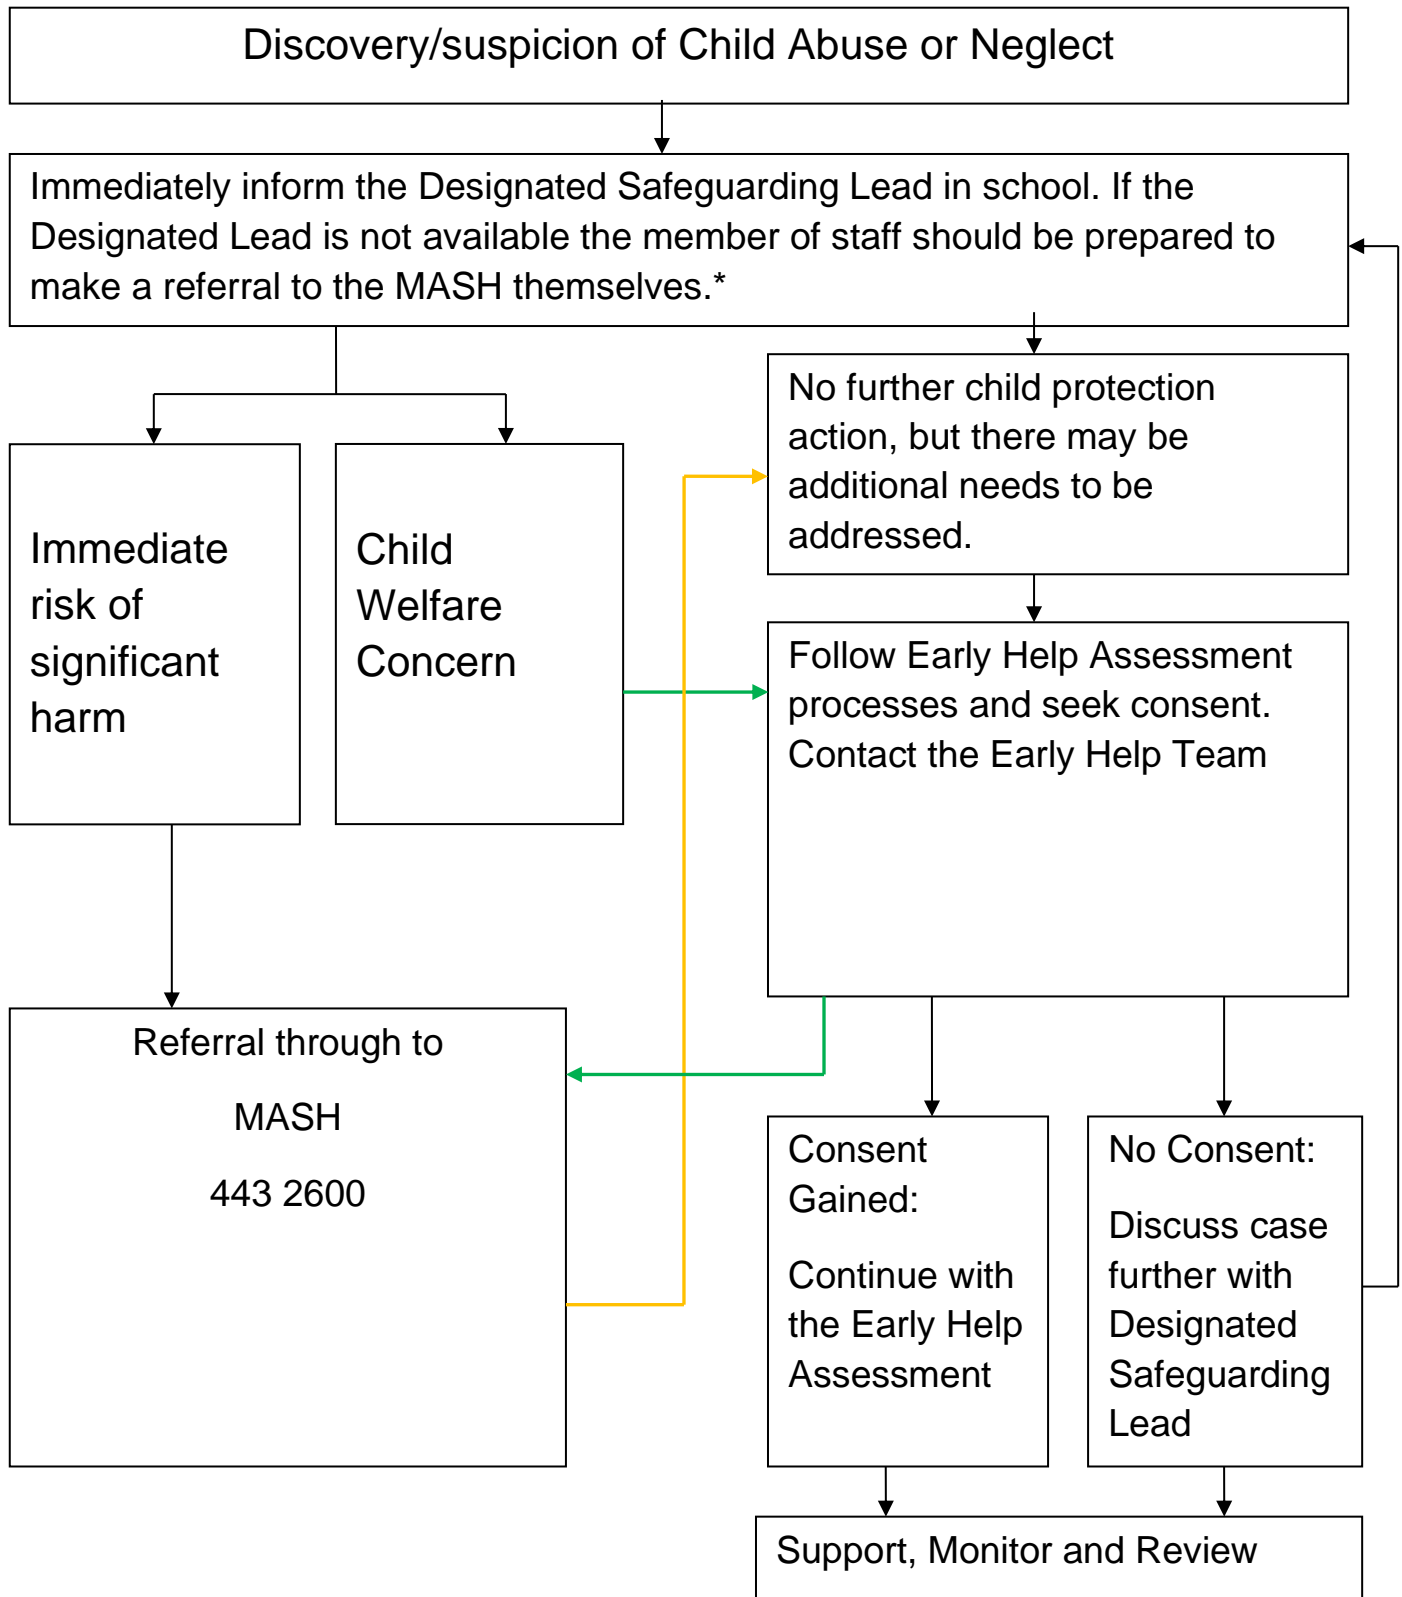 Discovery/suspicion of Child Abuse or Neglect
Immediately inform the Designated Safeguarding Lead in school. If the
Designated Lead is not available the member of staff should be prepared to
make a referral to the MASH themselves.*
No further child protection
action, but there may be
additional needs to be
addressed.
Immediate
risk of
significant
harm
Child
Welfare
Concern
Follow Early Help Assessment
processes and seek consent.
Contact the Early Help Team
Referral through to
MASH
443 2600
Consent
Gained:
Continue with
the Early Help
Assessment
No Consent:
Discuss case
further with
Designated
Safeguarding
Lead
Support, Monitor and Review